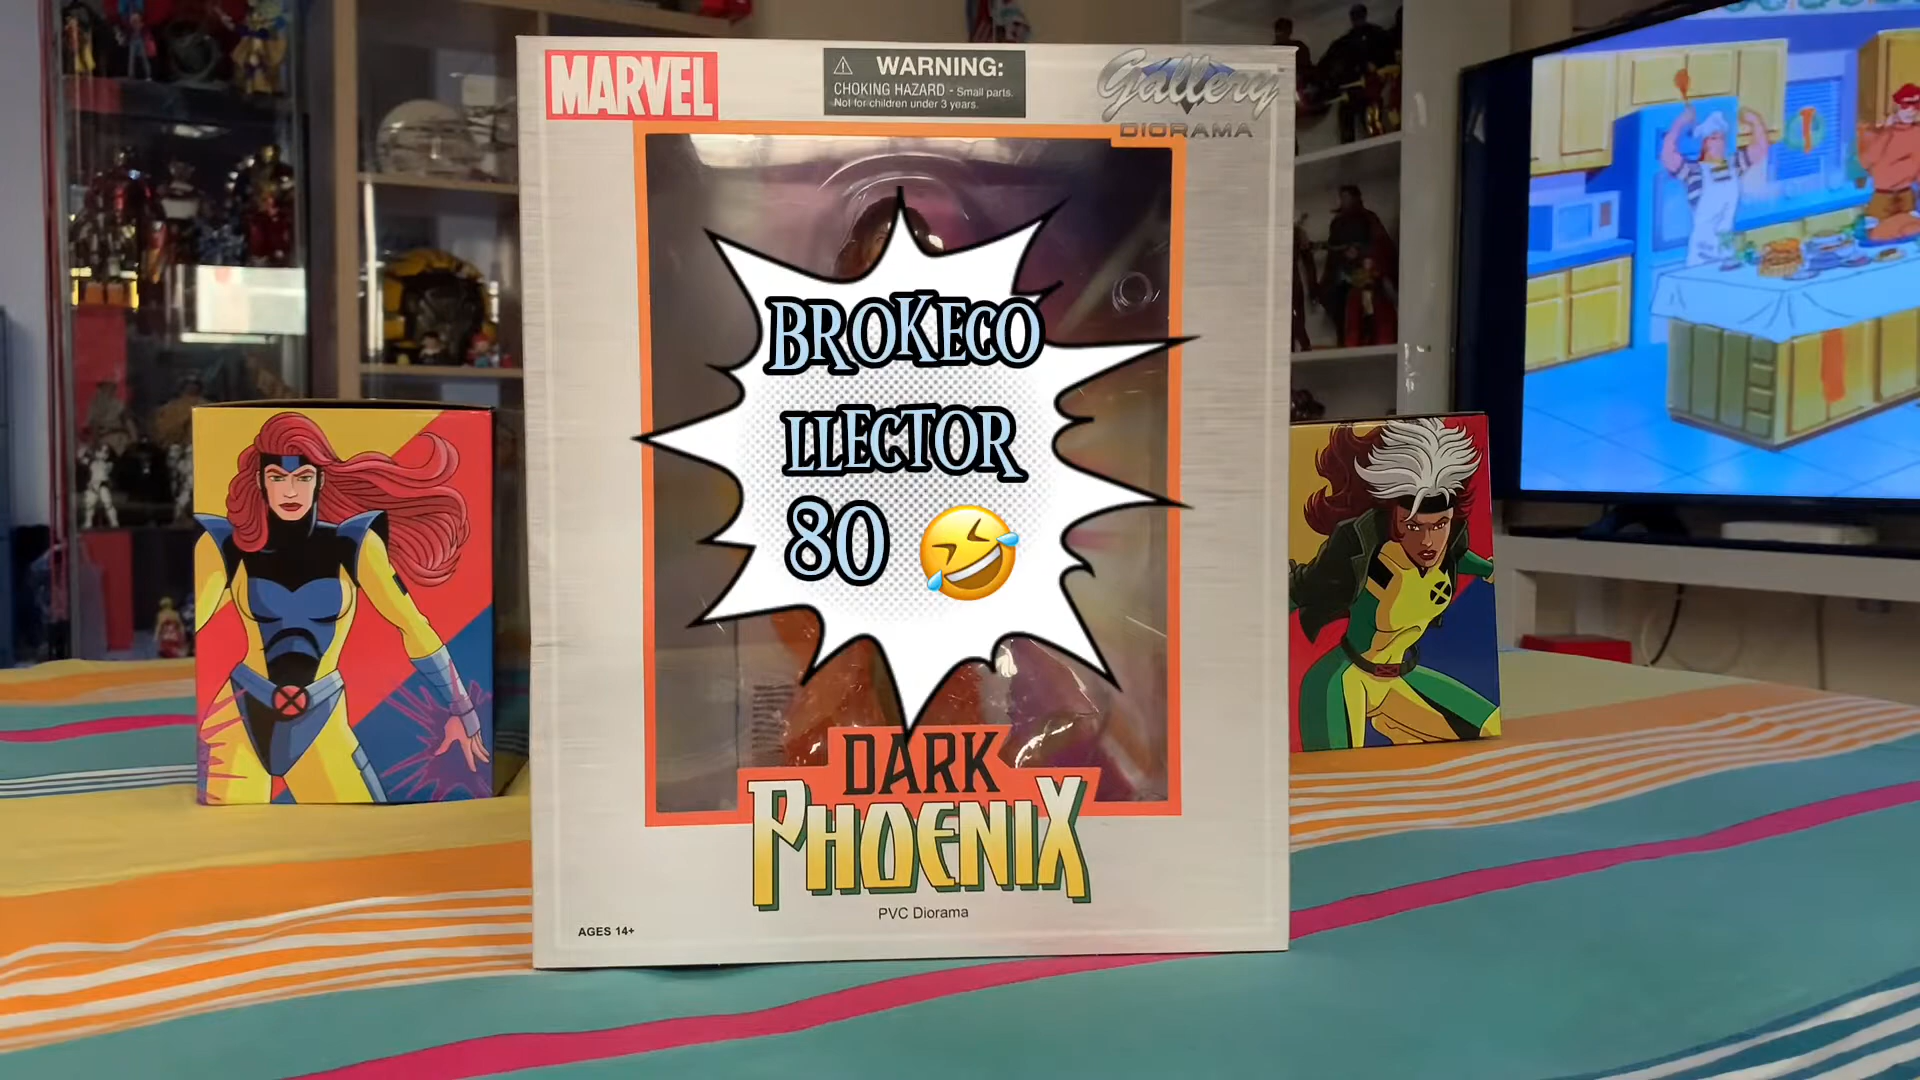 MARVEL
WARNING:
CHOKING HAZARD - Small parts.
Not for children under 3 years.
Gallery
DIORAMA
BROKECO
LLECTOR
80 🤣
DARK
PHOENIX
PVC Diorama
AGES 14+